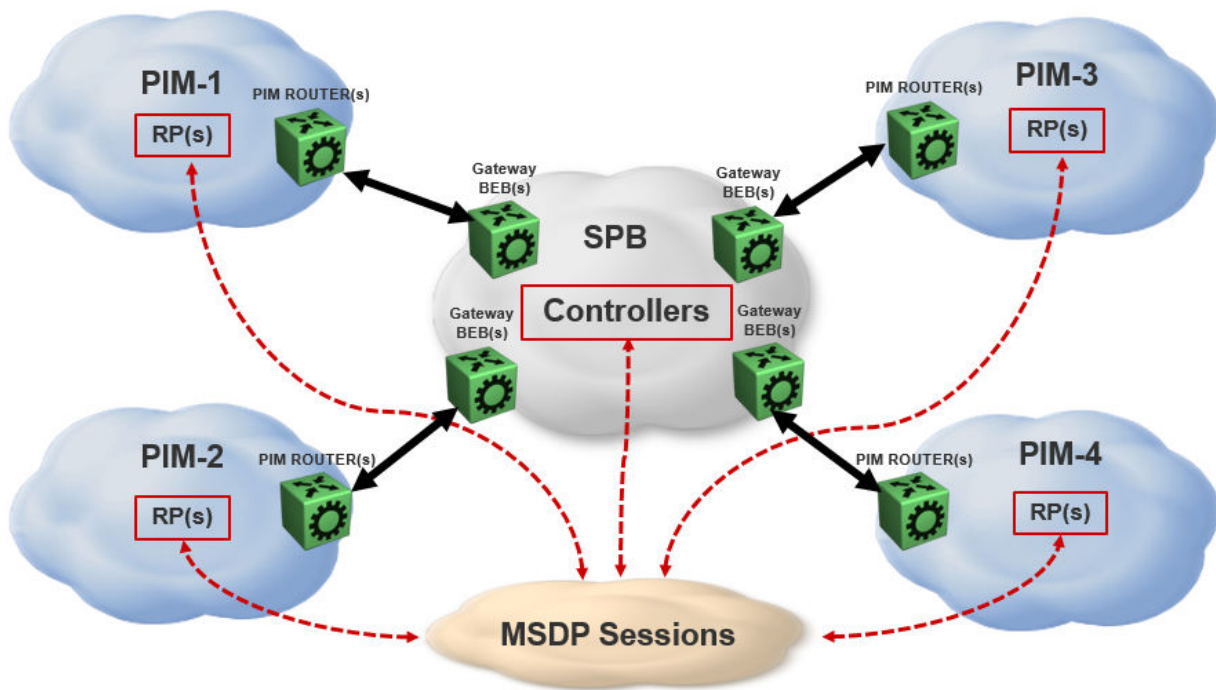 PIM-1
PIM ROUTER(s)
RP(s)
PIM-3
PIM ROUTER(s)
RP(s)
Gateway
BEB(s)
Gateway
BEB(s)
SPB
Controllers
Gateway
BEB(s)
Gateway
BEB(s)
PIM-2
PIM ROUTER(s)
RP(s)
PIM-4
PIM ROUTER(s)
RP(s)
MSDP Sessions